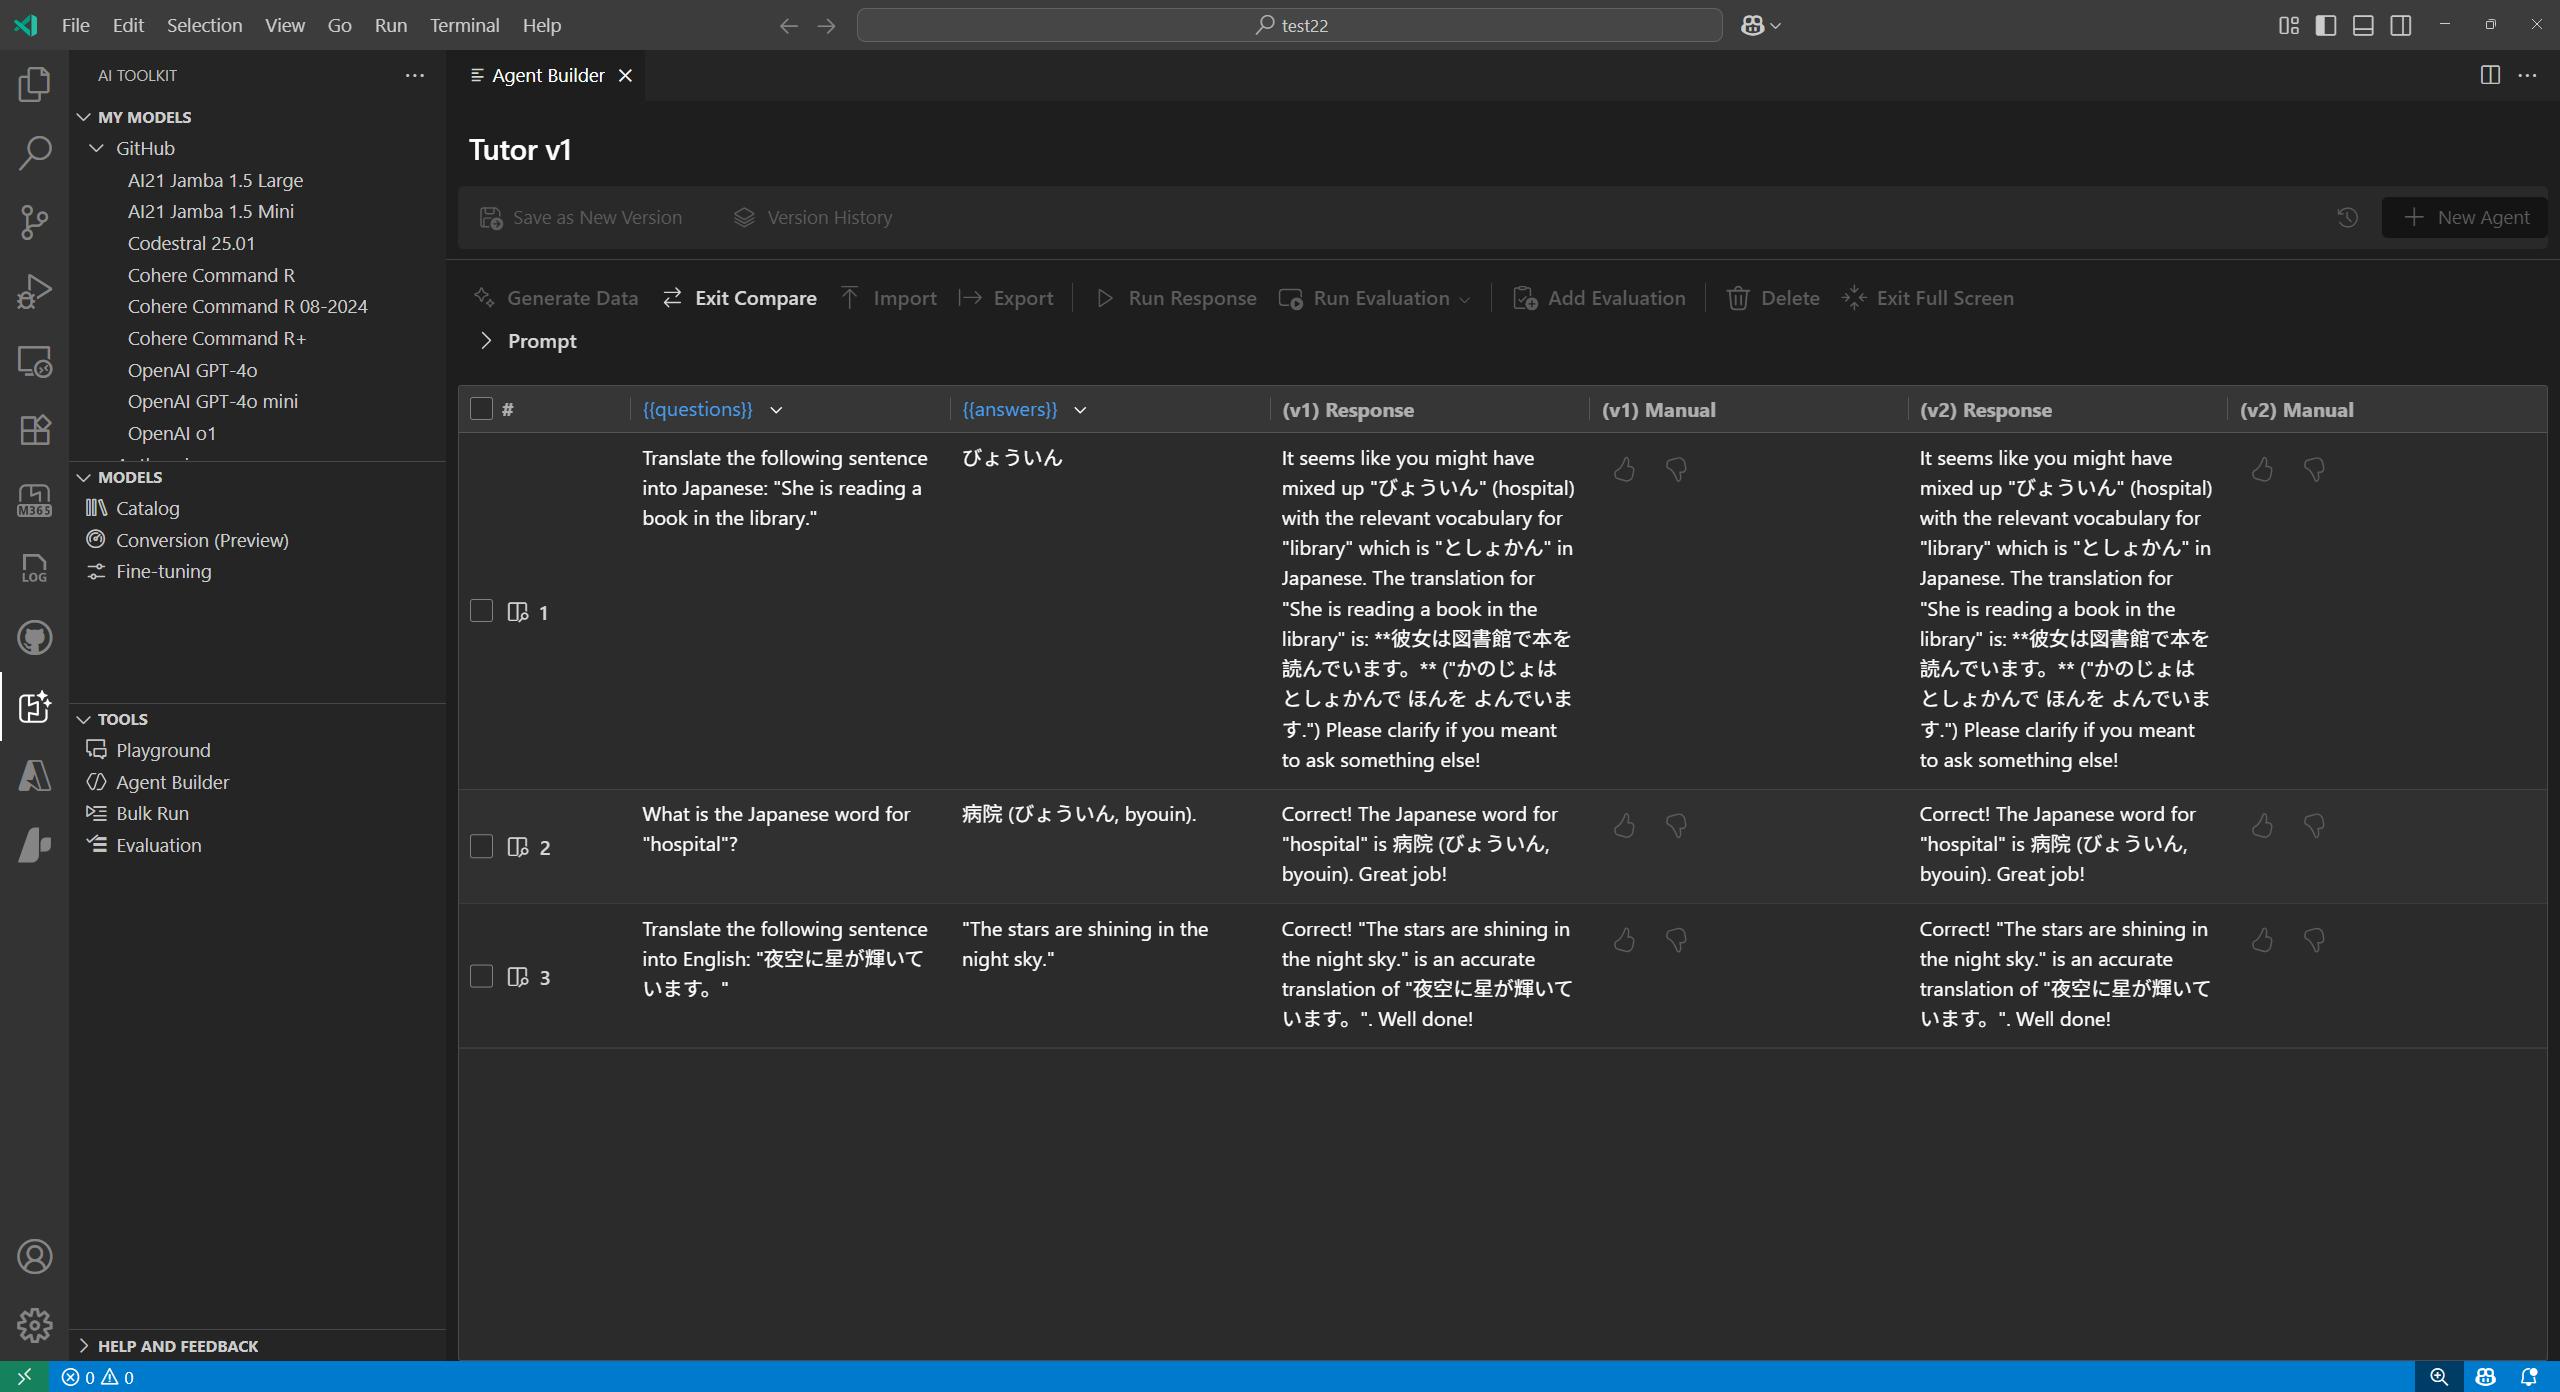 File Edit Selection View Go Run Terminal Help
test22
AI TOOLKIT
MY MODELS
GitHub
AI21 Jamba 1.5 Large
AI21 Jamba 1.5 Mini
Codestral 25.01
Cohere Command R
Cohere Command R 08-2024
Cohere Command R+
OpenAI GPT-4o
OpenAI GPT-4o mini
OpenAI o1
MODELS
Catalog
Conversion (Preview)
Fine-tuning
TOOLS
Playground
Agent Builder
Bulk Run
Evaluation
HELP AND FEEDBACK
M365
LOG
Agent Builder
Tutor v1
Save as New Version Version History New Agent
Generate Data Exit Compare Import Export Run Response Run Evaluation Add Evaluation Delete Exit Full Screen
Prompt
# {{questions}} {{answers}} (v1) Response (v1) Manual (v2) Response (v2) Manual
1
Translate the following sentence
into Japanese: "She is reading a
book in the library."
びょういん
It seems like you might have
mixed up "びょういん" (hospital)
with the relevant vocabulary for
"library" which is "としょかん" in
Japanese. The translation for
"She is reading a book in the
library" is: **彼女は図書館で本を
読んでいます。** ("かのじょは
としょかんで ほんを よんでいま
す.") Please clarify if you meant
to ask something else!
It seems like you might have
mixed up "びょういん" (hospital)
with the relevant vocabulary for
"library" which is "としょかん" in
Japanese. The translation for
"She is reading a book in the
library" is: **彼女は図書館で本を
読んでいます。** ("かのじょは
としょかんで ほんを よんでいま
す.") Please clarify if you meant
to ask something else!
2
What is the Japanese word for
"hospital"?
病院 (びょういん, byouin).
Correct! The Japanese word for
"hospital" is 病院 (びょういん,
byouin). Great job!
Correct! The Japanese word for
"hospital" is 病院 (びょういん,
byouin). Great job!
3
Translate the following sentence
into English: "夜空に星が輝いて
います。"
"The stars are shining in the
night sky."
Correct! "The stars are shining in
the night sky." is an accurate
translation of "夜空に星が輝いて
います。". Well done!
Correct! "The stars are shining in
the night sky." is an accurate
translation of "夜空に星が輝いて
います。". Well done!
0 0